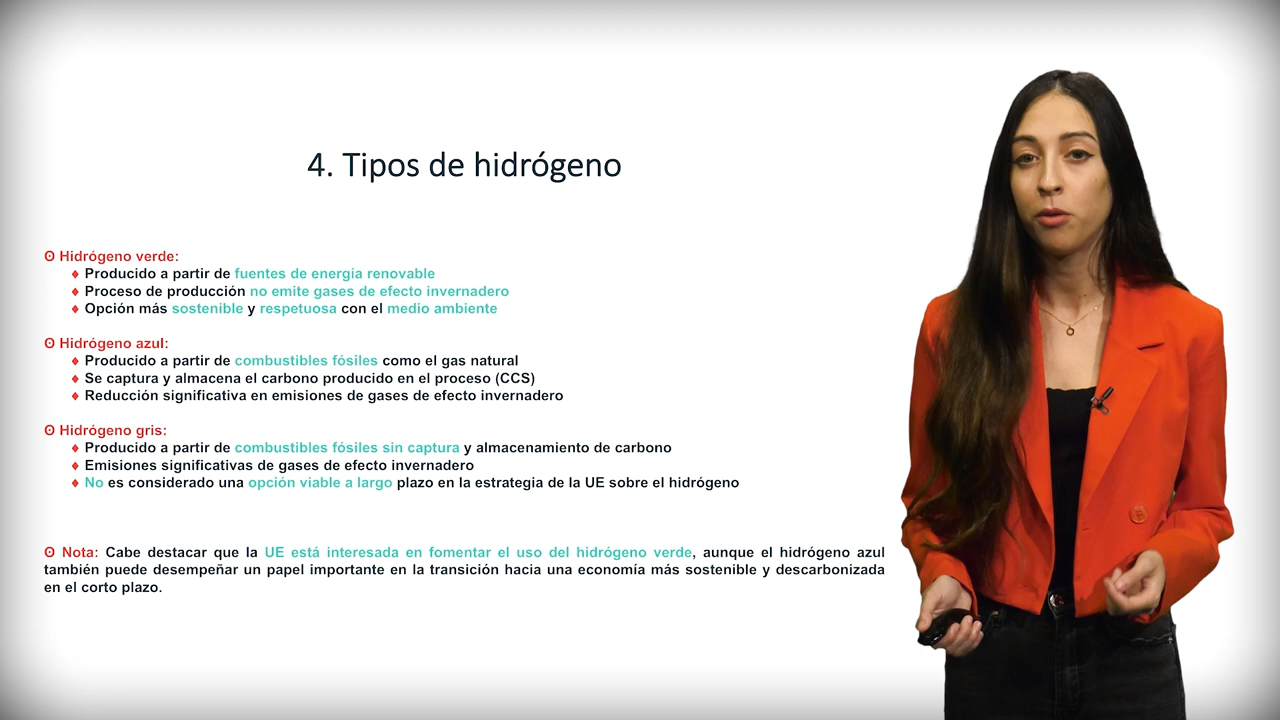 4. Tipos de hidrógeno
ʘ Hidrógeno verde:
♦ Producido a partir de fuentes de energia renovable
♦ Proceso de producción no emite gases de efecto invernadero
♦ Opción más sostenible y respetuosa con el medio ambiente
ʘ Hidrógeno azul:
♦ Producido a partir de combustibles fósiles como el gas natural
♦ Se captura y almacena el carbono producido en el proceso (CCS)
♦ Reducción significativa en emisiones de gases de efecto invernadero
ʘ Hidrógeno gris:
♦ Producido a partir de combustibles fósiles sin captura y almacenamiento de carbono
♦ Emisiones significativas de gases de efecto invernadero
♦ No es considerado una opción viable a largo plazo en la estrategia de la UE sobre el hidrógeno
ʘ Nota: Cabe destacar que la UE está interesada en fomentar el uso del hidrógeno verde, aunque el hidrógeno azul
también puede desempeñar un papel importante en la transición hacia una economía más sostenible y descarbonizada
en el corto plazo.